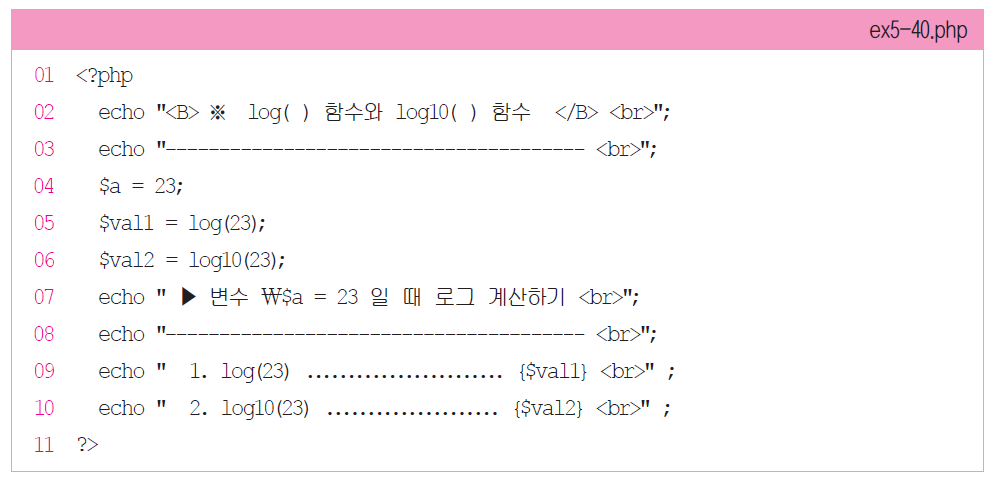 ex5-40.php
01 <?php
02 echo "<B> ※ log( ) 함수와 log10( ) 함수 </B> <br>";
03 echo "---------------------------------------- <br>";
04 $a = 23;
05 $val1 = log(23);
06 $val2 = log10(23);
07 echo " ▶ 변수 ₩$a = 23 일 때 로그 계산하기 <br>";
08 echo "---------------------------------------- <br>";
09 echo " 1. log(23) ........................ {$val1} <br>" ;
10 echo " 2. log10(23) ..................... {$val2} <br>" ;
11 ?>